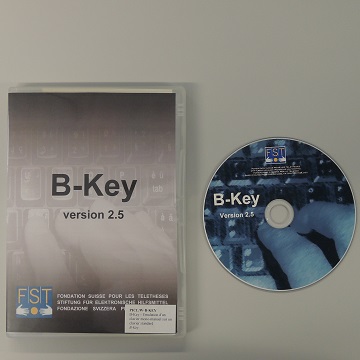 B-Key
version 2.5
FST
FONDATION SUISSE POUR LES TELETHESES
STIFTUNG FÜR ELEKTRONISCHE HILFSMITTEL
FONDAZIONE SVIZZERA
FST
B-Key
Version 2.5